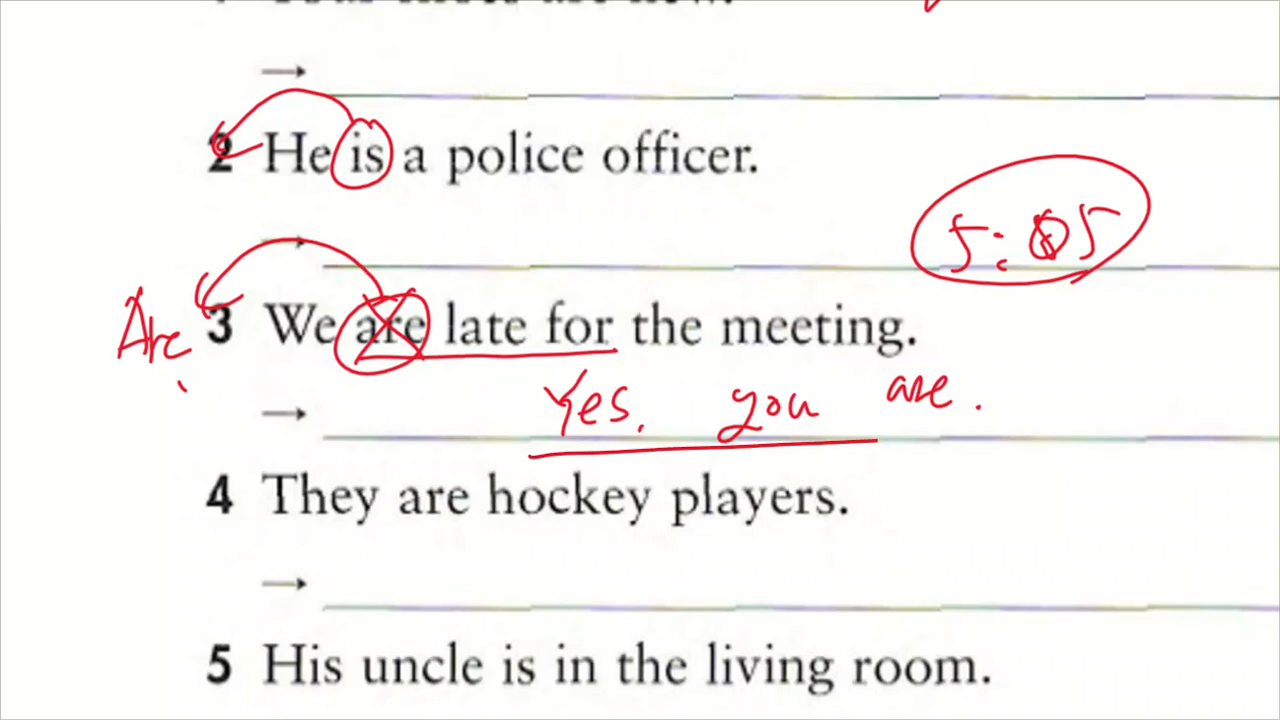 2 He is a police officer.
→
5:05
Are 3 We are late for the meeting.
→ Yes, you are.
4 They are hockey players.
→
5 His uncle is in the living room.